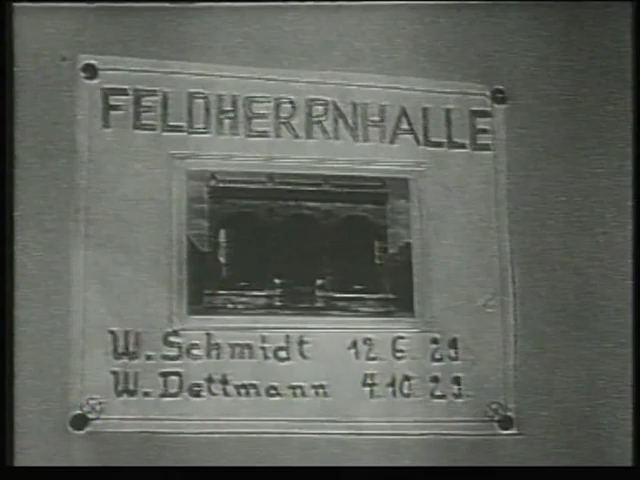 FELDHERRNHALLE
W. Schmidt 12. 6. 29.
W. Dettmann 4. 10. 29.